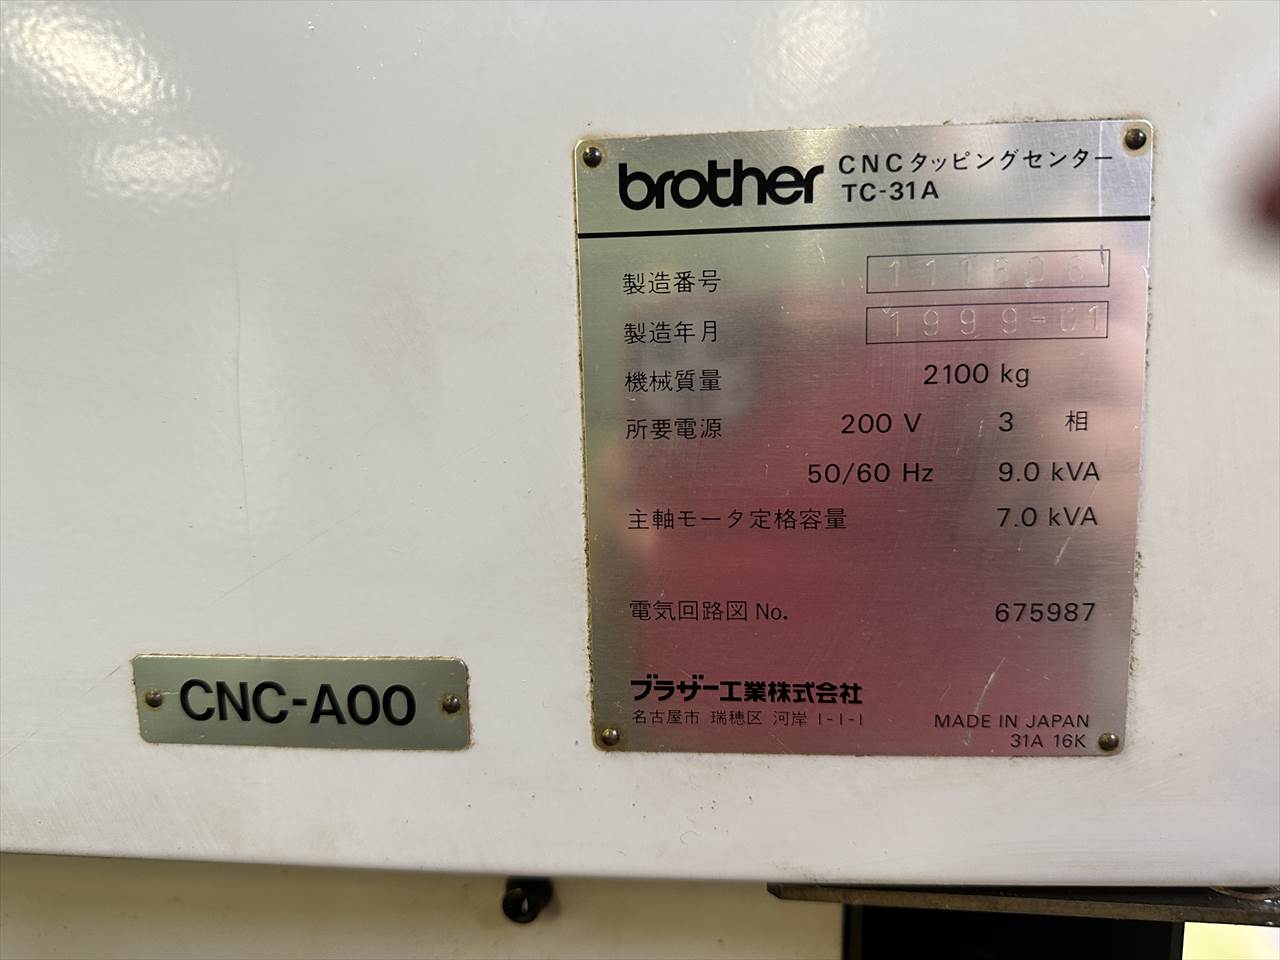 brother CNCタッピングセンター
TC-31A
製造番号
製造年月 1999-01
機械質量 2100 kg
所要電源 200 V 3 相
50/60 Hz 9.0 kVA
主軸モータ定格容量 7.0 kVA
電気回路図 No. 675987
ブラザー工業株式会社
名古屋市 瑞穂区 河岸 1-1-1
MADE IN JAPAN
31A 16K
CNC-A00